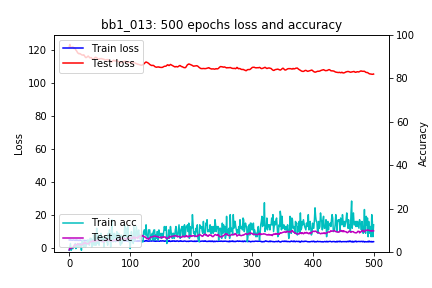 bb1_013: 500 epochs loss and accuracy
Train loss
Test loss
Train acc
Test acc
Loss
Accuracy
120
100
80
60
40
20
0
100
80
60
40
20
0
0
100
200
300
400
500